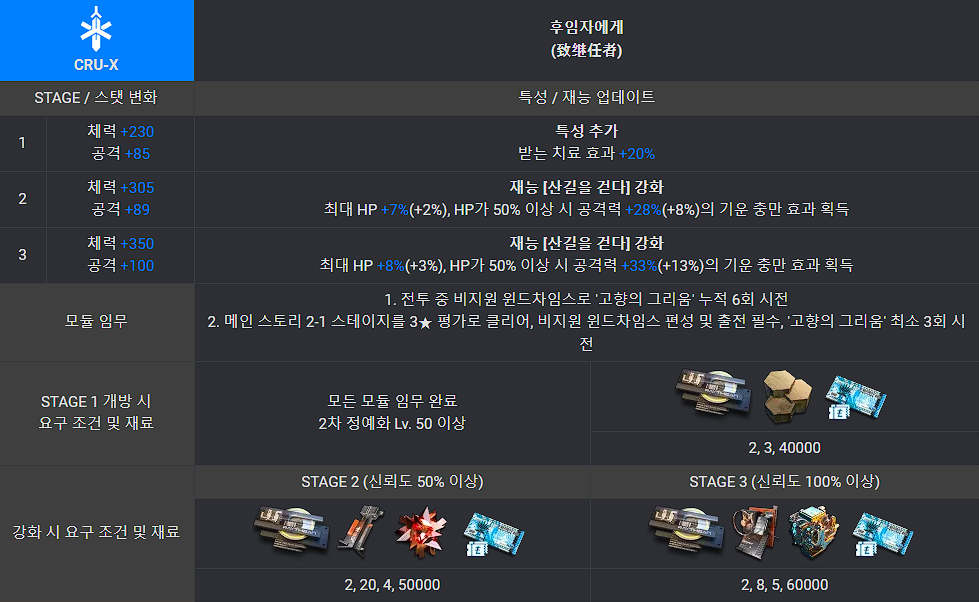 CRU-X
후임자에게
(致继任者)
STAGE / 스탯 변화
특성 / 재능 업데이트
1
체력 +230
공격 +85
특성 추가
받는 치료 효과 +20%
2
체력 +305
공격 +89
재능 [산길을 걷다] 강화
최대 HP +7%(+2%), HP가 50% 이상 시 공격력 +28%(+8%)의 기운 충만 효과 획득
3
체력 +350
공격 +100
재능 [산길을 걷다] 강화
최대 HP +8%(+3%), HP가 50% 이상 시 공격력 +33%(+13%)의 기운 충만 효과 획득
모듈 임무
1. 전투 중 비지원 윈드차임스로 '고향의 그리움' 누적 6회 시전
2. 메인 스토리 2-1 스테이지를 3★ 평가로 클리어, 비지원 윈드차임스 편성 및 출전 필수, '고향의 그리움' 최소 3회 시
전
STAGE 1 개방 시
요구 조건 및 재료
모든 모듈 임무 완료
2차 정예화 Lv. 50 이상
2, 3, 40000
강화 시 요구 조건 및 재료
STAGE 2 (신뢰도 50% 이상)
STAGE 3 (신뢰도 100% 이상)
2, 20, 4, 50000
2, 8, 5, 60000